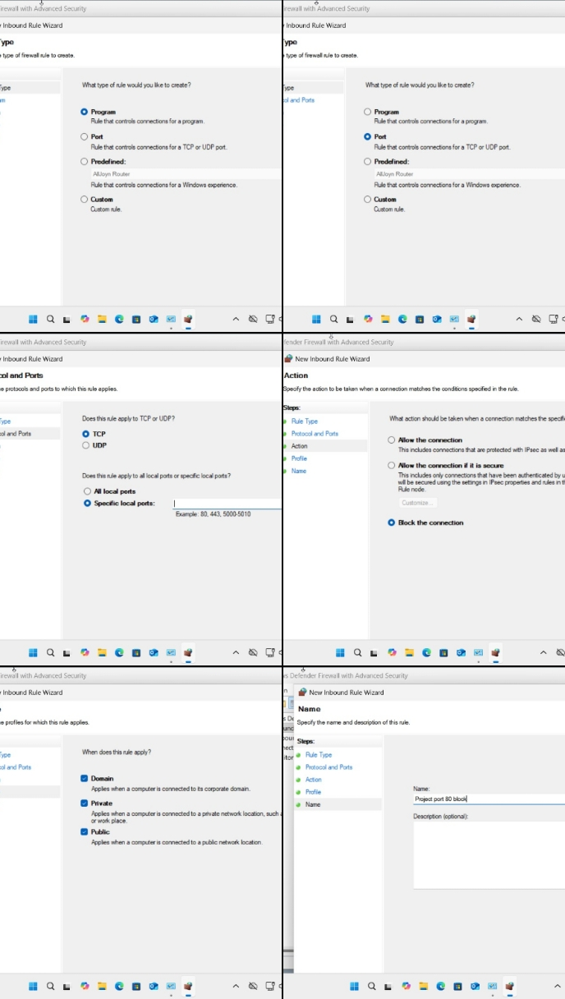 irewall with Advanced Security
Inbound Rule Wizard
ype
type of firewall rule to create.
ype
What type of rule would you like to create?
Program
Rule that controls connections for a program.
Port
Rule that controls connections for a TCP or UDP port.
Predefined:
AllJoyn Router
Rule that controls connections for a Windows experience.
Custom
Custom rule.
irewall with Advanced Security
Inbound Rule Wizard
ype
type of firewall rule to create.
ype
ol and Ports
What type of rule would you like to create?
Program
Rule that controls connections for a program.
Port
Rule that controls connections for a TCP or UDP port.
Predefined:
AllJoyn Router
Rule that controls connections for a Windows experience.
Custom
Custom rule.
irewall with Advanced Security
Inbound Rule Wizard
col and Ports
protocols and ports to which this rule applies.
ype
col and Ports
Does this rule apply to TCP or UDP?
TCP
UDP
Does this rule apply to all local ports or specific local ports?
All local ports
Specific local ports:
Example: 80, 443, 5000-5010
fender Firewall with Advanced Security
New Inbound Rule Wizard
Action
Specify the action to be taken when a connection matches the conditions specified in the rule.
Steps:
Rule Type
Protocol and Ports
Action
Profile
Name
What action should be taken when a connection matches the specifi
Allow the connection
This includes connections that are protected with IPsec as well as
Allow the connection if it is secure
This includes only connections that have been authenticated by u
will be secured using the settings in IPsec properties and rules in t
Rule node.
Customize...
Block the connection
irewall with Advanced Security
Inbound Rule Wizard
profiles for which this rule applies.
ype
col and Ports
When does this rule apply?
Domain
Applies when a computer is connected to its corporate domain.
Private
Applies when a computer is connected to a private network location, such a
or work place.
Public
Applies when a computer is connected to a public network location.
s Defender Firewall with Advanced Security
New Inbound Rule Wizard
Name
Specify the name and description of this rule.
Steps:
Rule Type
Protocol and Ports
Action
Profile
Name
Name:
Project port 80 block
Description (optional):